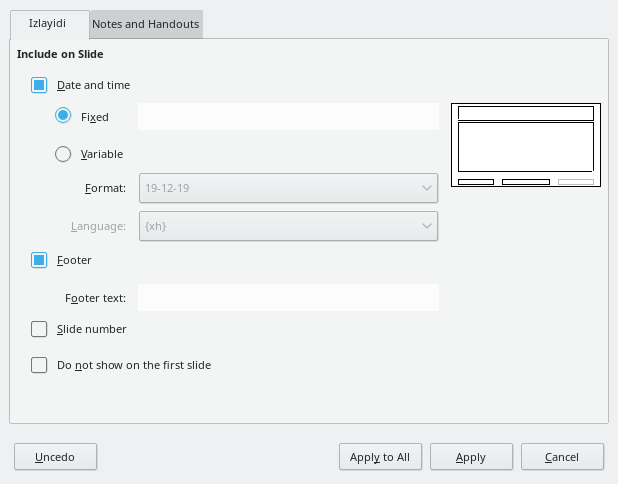 Izlayidi
Notes and Handouts
Include on Slide
Date and time
Fixed
Variable
Format:
19-12-19
Language:
{xh}
Footer
Footer text:
Slide number
Do not show on the first slide
Uncedo
Apply to All
Apply
Cancel